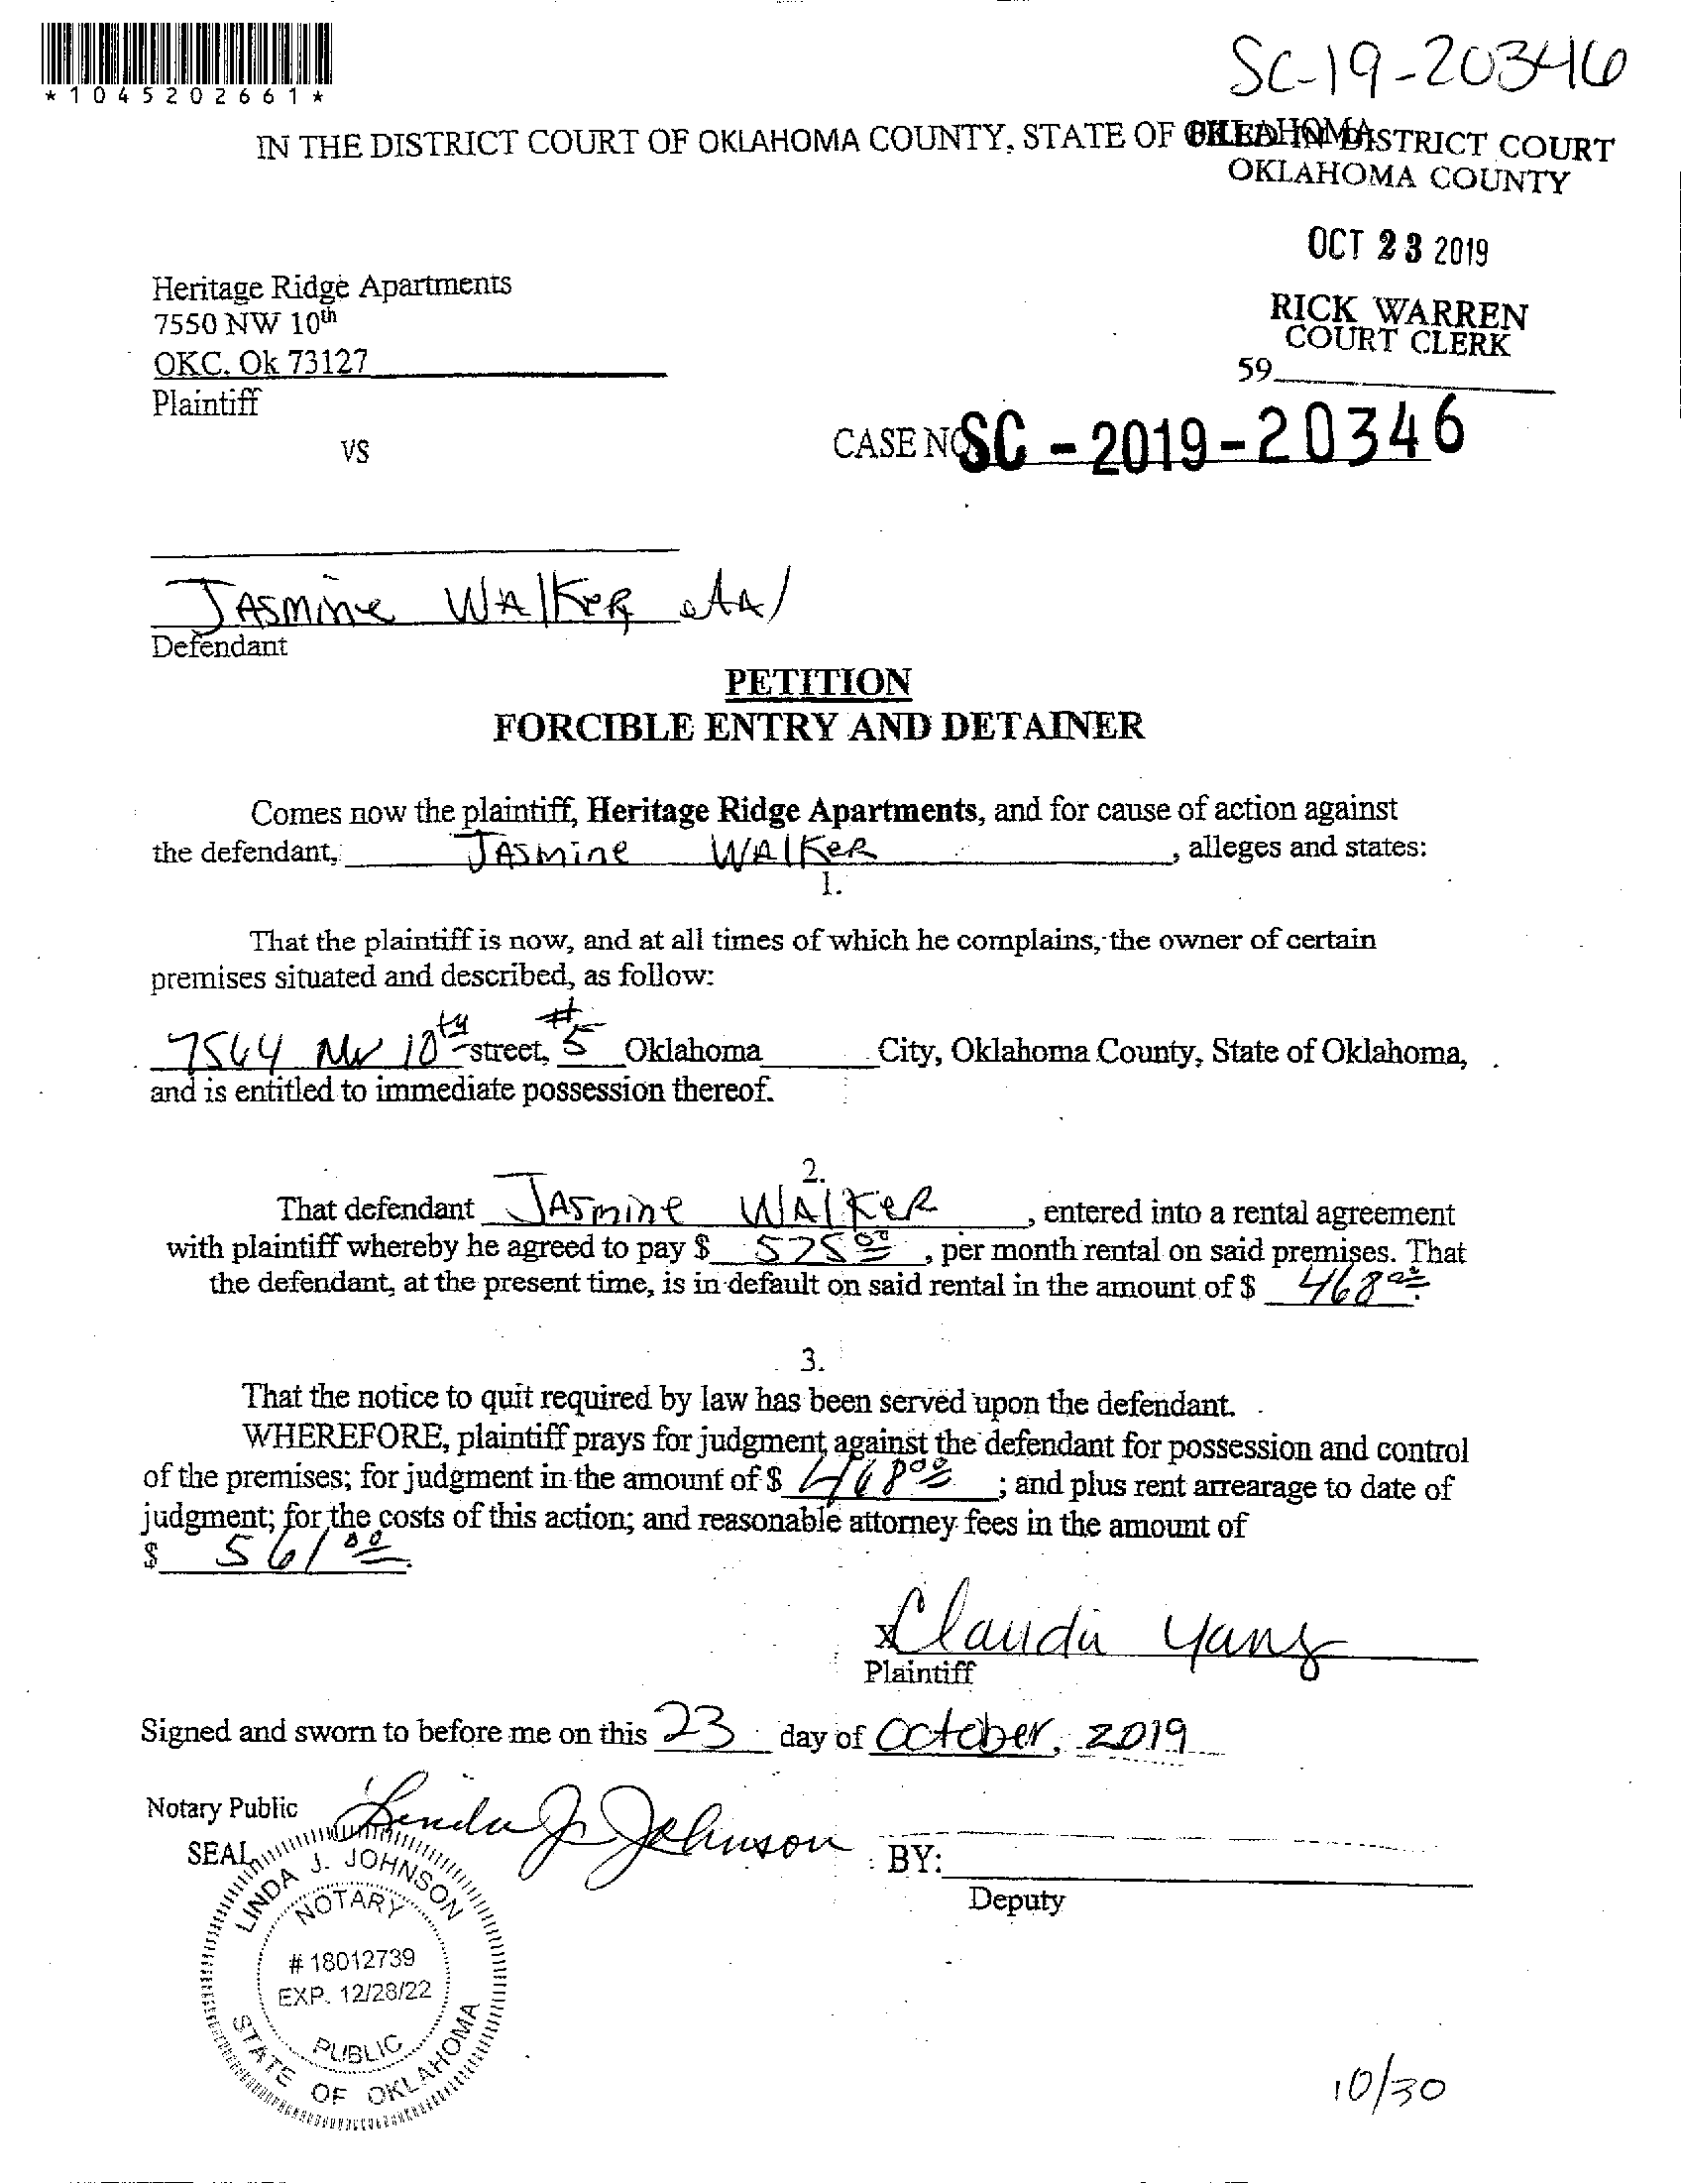 *1045202661*
SC-19-20346
IN THE DISTRICT COURT OF OKLAHOMA COUNTY, STATE OF OKLAHOMA
FILED IN DISTRICT COURT
OKLAHOMA COUNTY
OCT 23 2019
RICK WARREN
COURT CLERK
59
Heritage Ridge Apartments
7550 NW 10th
OKC. Ok 73127
Plaintiff
VS
CASE NO SC - 2019 - 20346
Jasmine Walker etal
Defendant
PETITION
FORCIBLE ENTRY AND DETAINER
Comes now the plaintiff, Heritage Ridge Apartments, and for cause of action against
the defendant, Jasmine Walker, alleges and states:
1.
That the plaintiff is now, and at all times of which he complains, the owner of certain
premises situated and described, as follow:
7564 NW 10th street, #5 Oklahoma City, Oklahoma County, State of Oklahoma,
and is entitled to immediate possession thereof.
2.
That defendant Jasmine Walker, entered into a rental agreement
with plaintiff whereby he agreed to pay $ 575 00, per month rental on said premises. That
the defendant, at the present time, is in default on said rental in the amount of $ 468 00.
3.
That the notice to quit required by law has been served upon the defendant.
WHEREFORE, plaintiff prays for judgment against the defendant for possession and control
of the premises; for judgment in the amount of $ 468 00; and plus rent arrearage to date of
judgment; for the costs of this action; and reasonable attorney fees in the amount of
$ 561 00.
x Claudia Yang
Plaintiff
Signed and sworn to before me on this 23 day of October, 2019
Notary Public Linda J. Johnson
SEAL
BY:
Deputy
LINDA J. JOHNSON
NOTARY
# 18012739
EXP. 12/28/22
PUBLIC
STATE OF OKLAHOMA
10/30